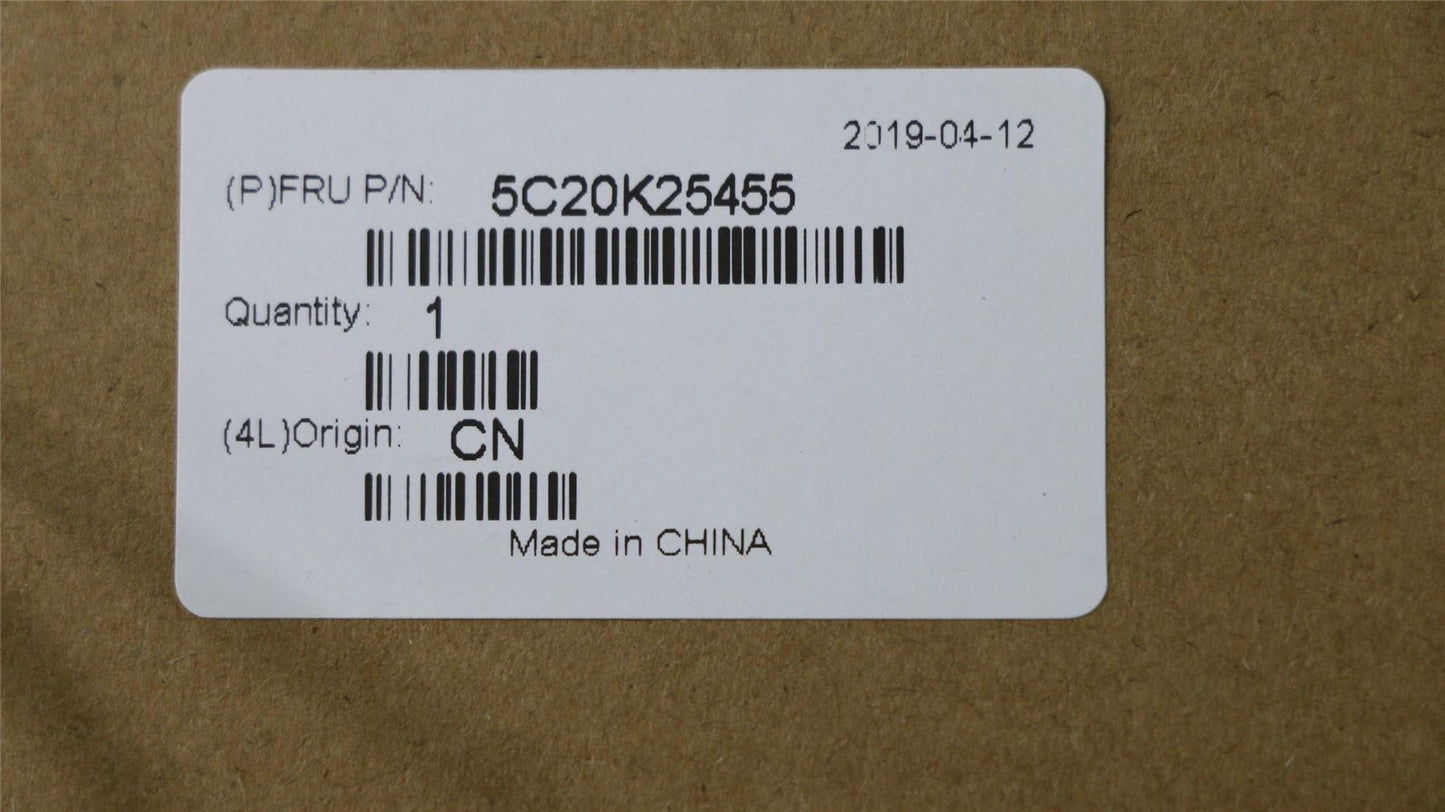 2019-04-12
(P)FRU P/N: 5C20K25455
Quantity: 1
(4L)Origin: CN
Made in CHINA